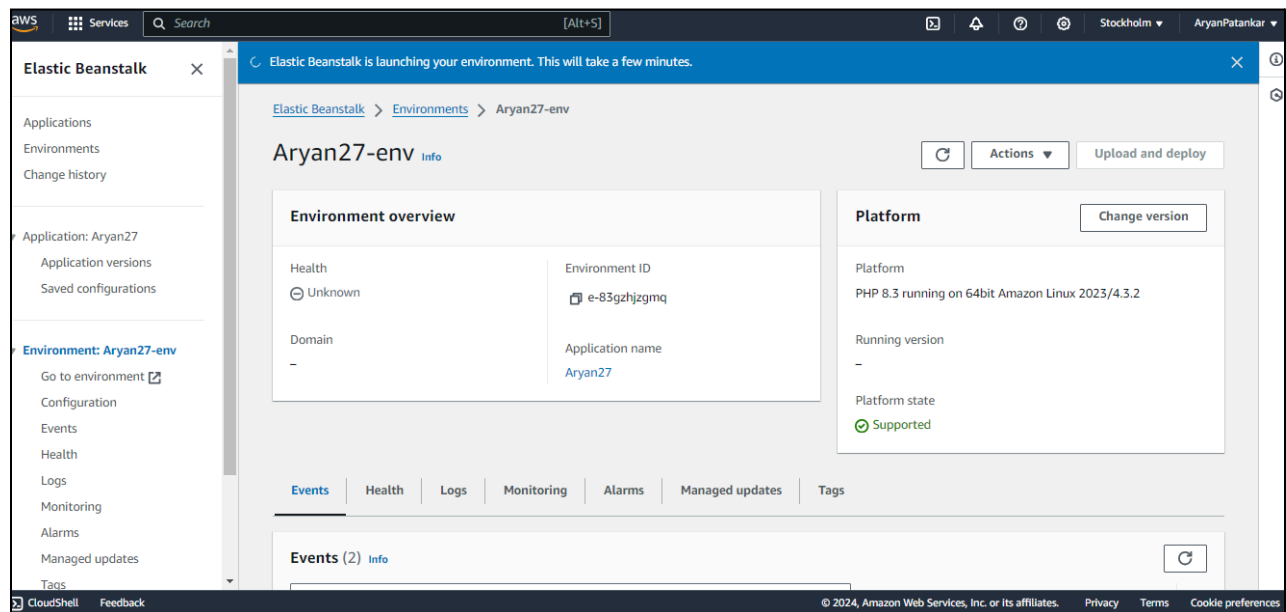 aws Services Search [Alt+S] Stockholm AryanPatankar
Elastic Beanstalk
Applications
Environments
Change history
Application: Aryan27
Application versions
Saved configurations
Environment: Aryan27-env
Go to environment
Configuration
Events
Health
Logs
Monitoring
Alarms
Managed updates
Tags
Elastic Beanstalk is launching your environment. This will take a few minutes.
Elastic Beanstalk > Environments > Aryan27-env
Aryan27-env Info
Actions Upload and deploy
Environment overview
Health
Unknown
Domain
–
Environment ID
e-83gzhjzgmq
Application name
Aryan27
Platform Change version
Platform
PHP 8.3 running on 64bit Amazon Linux 2023/4.3.2
Running version
–
Platform state
Supported
Events Health Logs Monitoring Alarms Managed updates Tags
Events (2) Info
CloudShell Feedback © 2024, Amazon Web Services, Inc. or its affiliates. Privacy Terms Cookie preferences